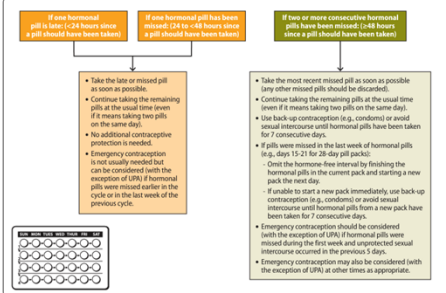 If one hormonal
pill is late: (<24 hours since
a pill should have been taken)
If one hormonal pill has been
missed: (24 to <48 hours since
a pill should have been taken)
If two or more consecutive hormonal
pills have been missed: (≥48 hours
since a pill should have been taken)
• Take the late or missed pill
as soon as possible.
• Continue taking the remaining
pills at the usual time (even
if it means taking two pills
on the same day).
• No additional contraceptive
protection is needed.
• Emergency contraception
is not usually needed but
can be considered (with the
exception of UPA) if hormonal
pills were missed earlier in the
cycle or in the last week of the
previous cycle.
• Take the most recent missed pill as soon as possible
(any other missed pills should be discarded).
• Continue taking the remaining pills at the usual time
(even if it means taking two pills on the same day).
• Use back-up contraception (e.g., condoms) or avoid
sexual intercourse until hormonal pills have been taken
for 7 consecutive days.
• If pills were missed in the last week of hormonal pills
(e.g., days 15-21 for 28-day pill packs):
- Omit the hormone-free interval by finishing the
hormonal pills in the current pack and starting a new
pack the next day.
- If unable to start a new pack immediately, use back-up
contraception (e.g., condoms) or avoid sexual
intercourse until hormonal pills from a new pack have
been taken for 7 consecutive days.
• Emergency contraception should be considered
(with the exception of UPA) if hormonal pills were
missed during the first week and unprotected sexual
intercourse occurred in the previous 5 days.
• Emergency contraception may also be considered (with
the exception of UPA) at other times as appropriate.
SUN MON TUE WED THUR FRI SAT